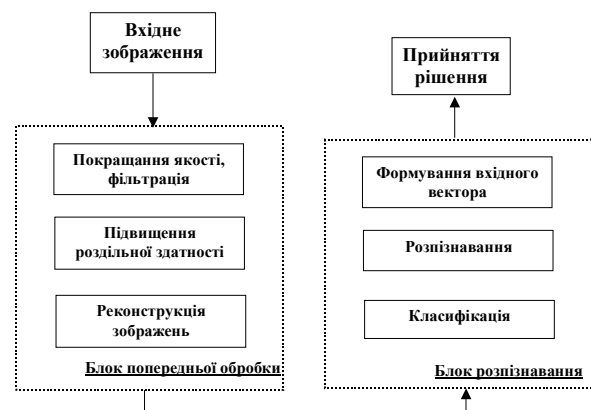 Вхідне
зображення
Покращання якості,
фільтрація
Підвищення
роздільної здатності
Реконструкція
зображень
Блок попередньої обробки
Прийняття
рішення
Формування вхідного
вектора
Розпізнавання
Класифікація
Блок розпізнавання